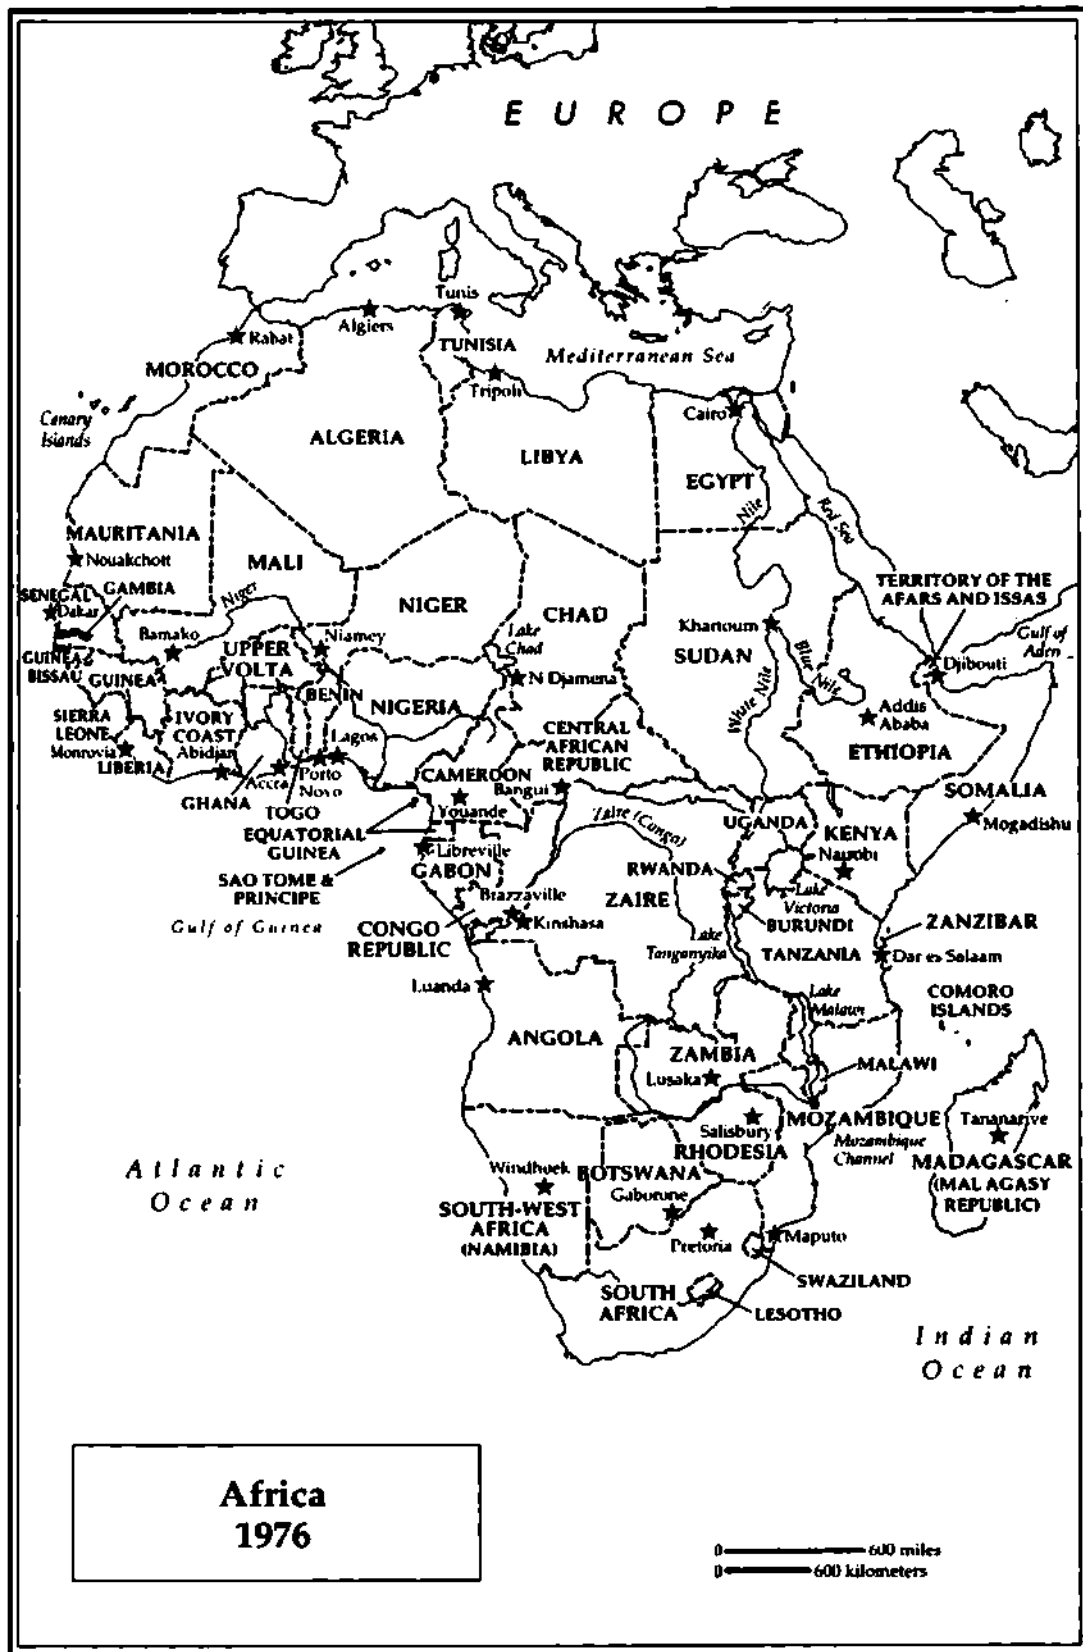 EUROPE
Tunis
Algiers
Rabat
TUNISIA
Mediterranean Sea
MOROCCO
Tripoli
Canary
Islands
Cairo
ALGERIA
LIBYA
EGYPT
Nile
Red Sea
MAURITANIA
Nouakchott
MALI
TERRITORY OF THE
AFARS AND ISSAS
SENEGAL
GAMBIA
Dakar
Niger
NIGER
CHAD
Khartoum
Gulf of
Aden
Bamako
Niamey
Lake
Chad
UPPER
VOLTA
SUDAN
Blue Nile
Djibouti
GUINEA
BISSAU
GUINEA
BENIN
N Djamena
White Nile
NIGERIA
Addis
Ababa
SIERRA
LEONE
IVORY
COAST
Lagos
CENTRAL
AFRICAN
REPUBLIC
ETHIOPIA
Monrovia
Abidjan
LIBERIA
Accra
Porto
Novo
CAMEROON
Bangui
GHANA
TOGO
Youande
SOMALIA
EQUATORIAL
GUINEA
Zaire (Congo)
UGANDA
KENYA
Mogadishu
Libreville
Nairobi
GABON
SAO TOME &
PRINCIPE
RWANDA
Brazzaville
ZAIRE
Lake
Victoria
Gulf of Guinea
Kinshasa
BURUNDI
ZANZIBAR
CONGO
REPUBLIC
Lake
Tanganyika
TANZANIA
Dar es Salaam
Luanda
Lake
Malawi
COMORO
ISLANDS
ANGOLA
ZAMBIA
Lusaka
MALAWI
MOZAMBIQUE
Tananarive
Salisbury
RHODESIA
Mozambique
Channel
MADAGASCAR
(MALAGASY
REPUBLIC)
Atlantic
Ocean
Windhoek
BOTSWANA
Gaborone
SOUTH-WEST
AFRICA
(NAMIBIA)
Pretoria
Maputo
SWAZILAND
SOUTH
AFRICA
LESOTHO
Indian
Ocean
Africa
1976
0 600 miles
0 600 kilometers